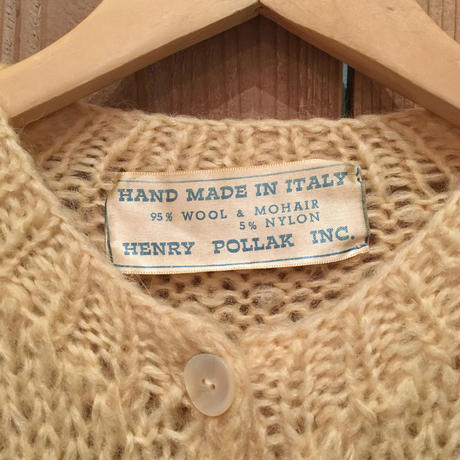 HAND MADE IN ITALY
95% WOOL & MOHAIR
5% NYLON
HENRY POLLAK INC.